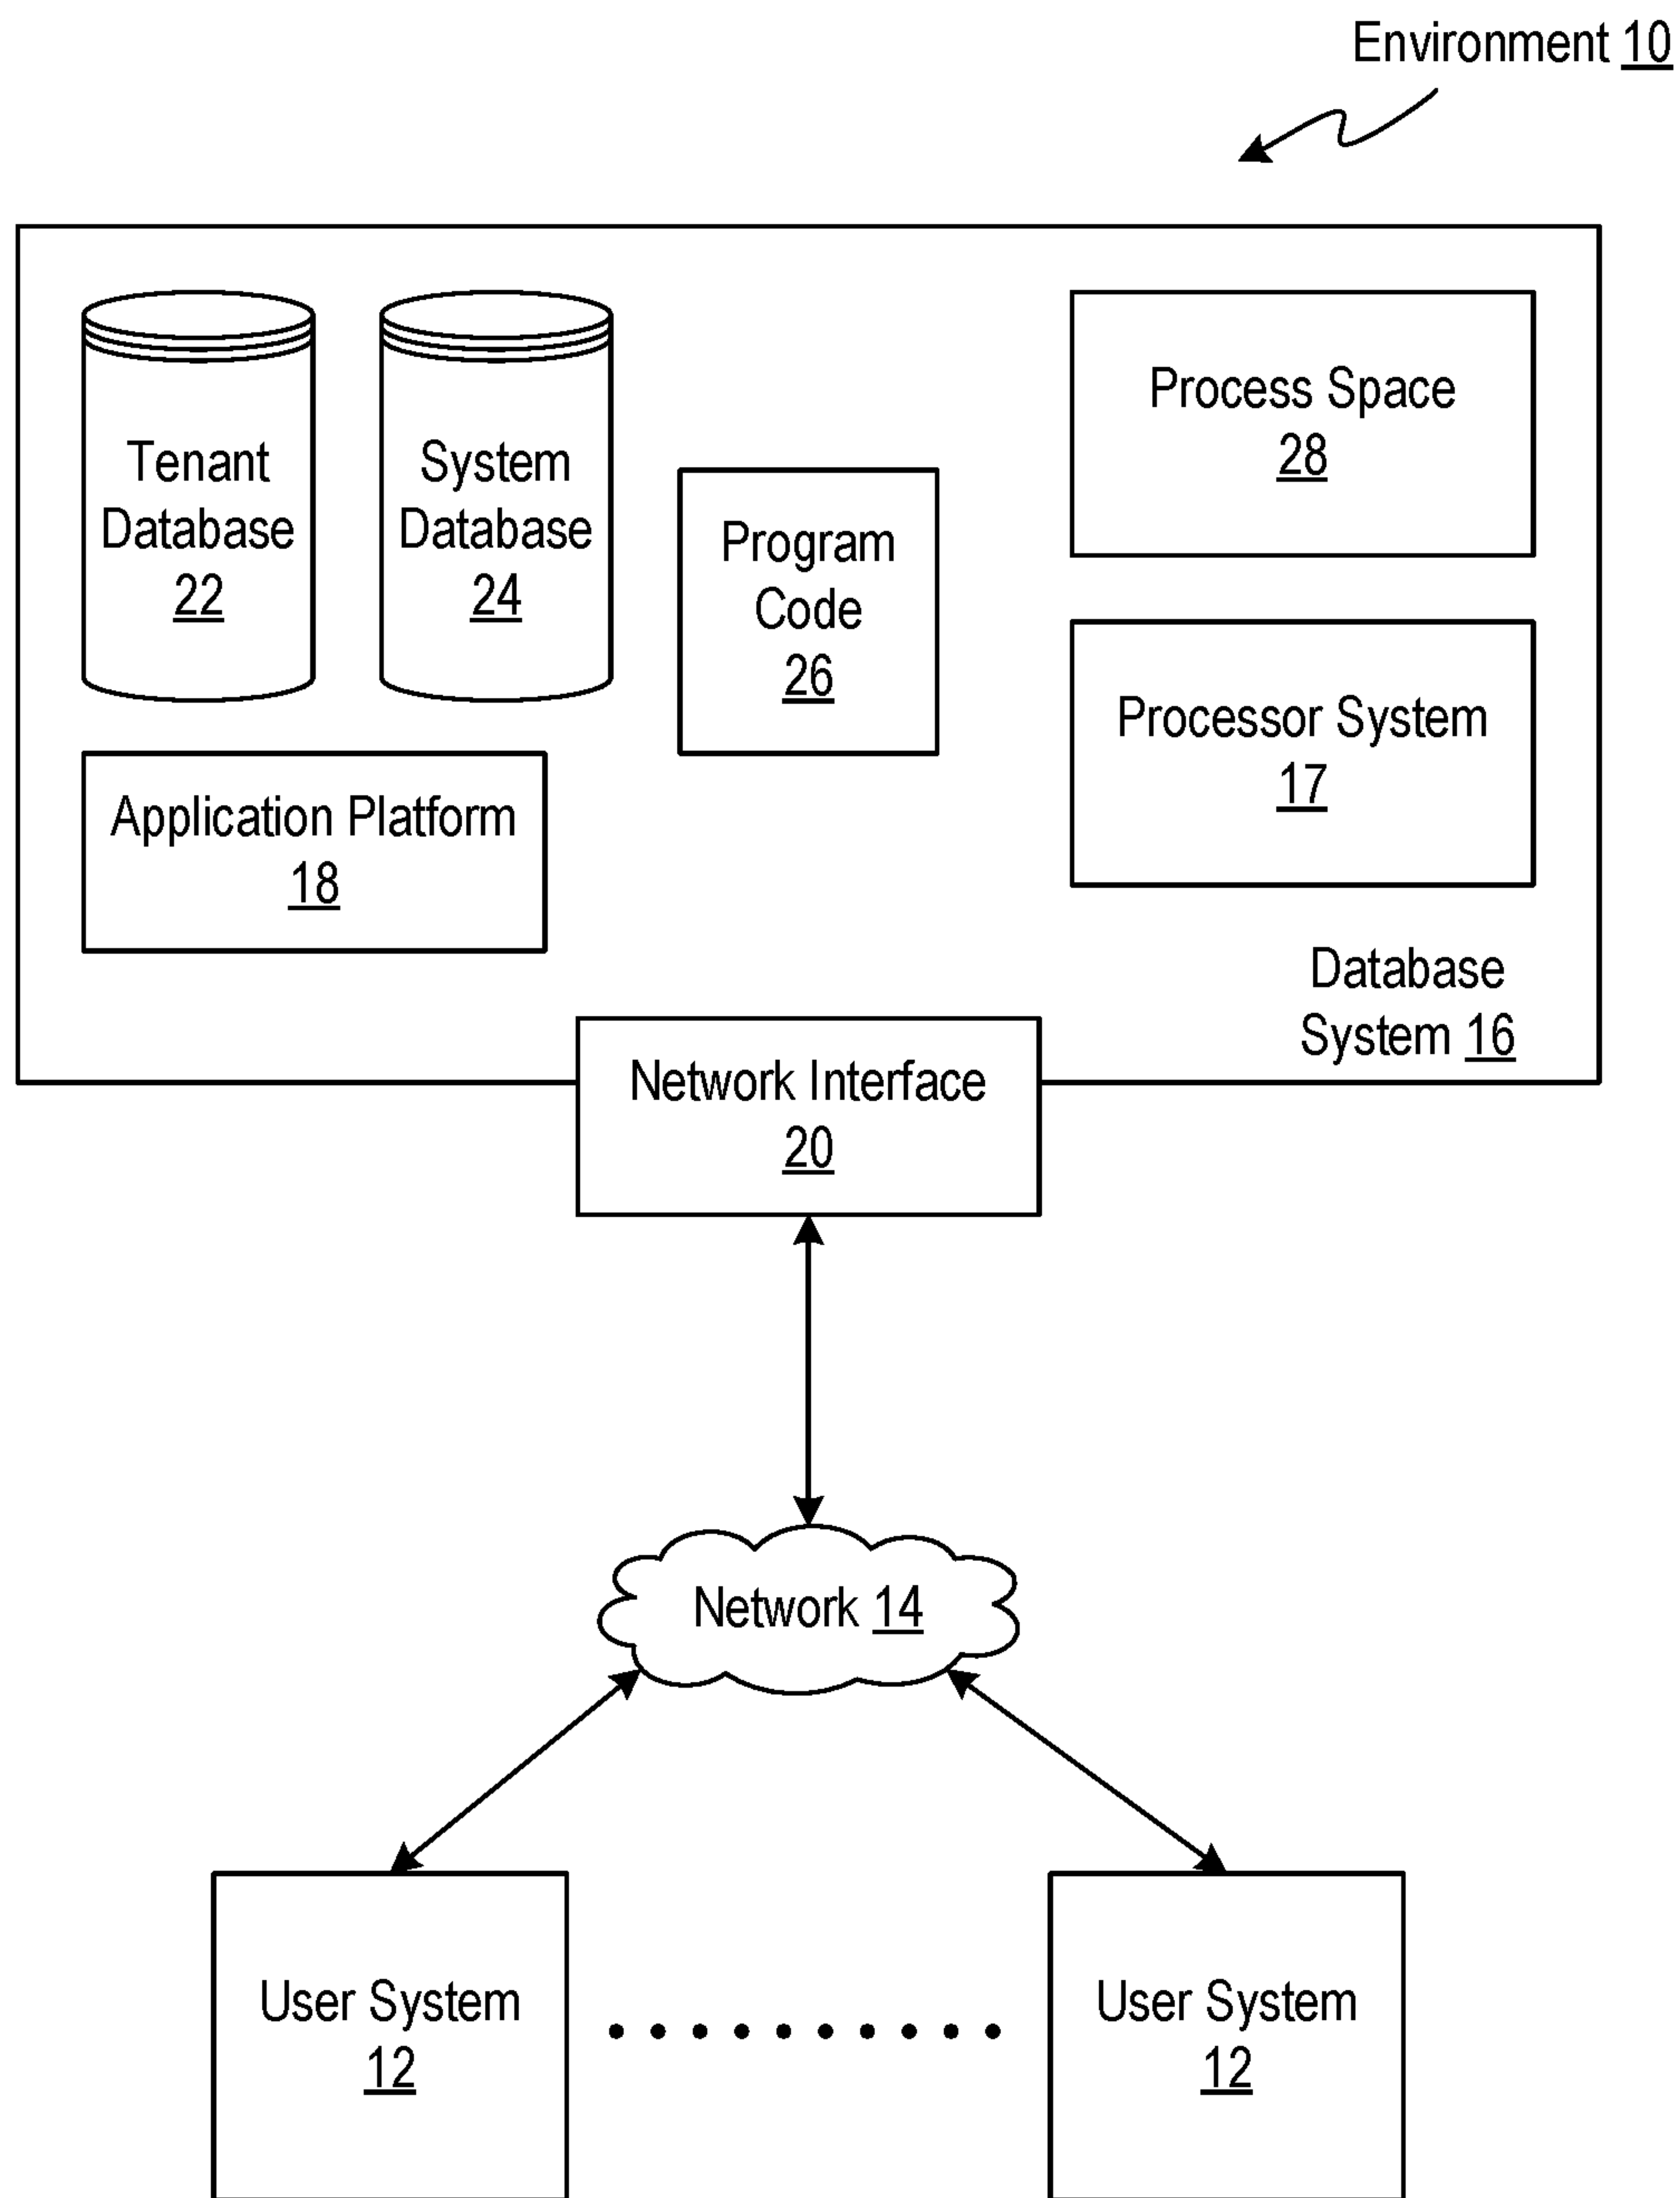 Environment 10
Tenant
Database
22
System
Database
24
Program
Code
26
Process Space
28
Processor System
17
Application Platform
18
Database
System 16
Network Interface
20
Network 14
User System
12
User System
12